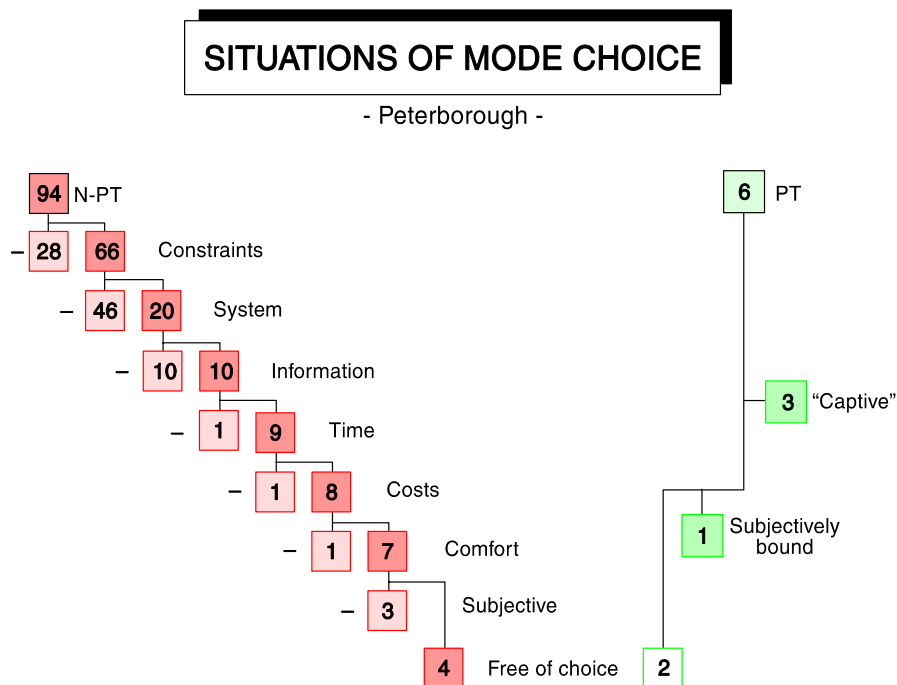 SITUATIONS OF MODE CHOICE
- Peterborough -
94 N-PT
6 PT
– 28 66 Constraints
– 46 20 System
– 10 10 Information
3 “Captive”
– 1 9 Time
– 1 8 Costs
1 Subjectively
bound
– 1 7 Comfort
– 3 Subjective
4 Free of choice 2